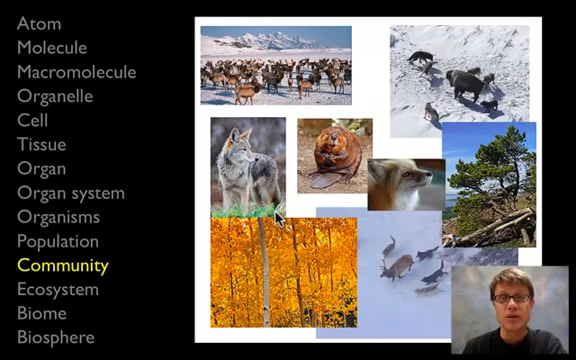 Atom
Molecule
Macromolecule
Organelle
Cell
Tissue
Organ
Organ system
Organisms
Population
Community
Ecosystem
Biome
Biosphere